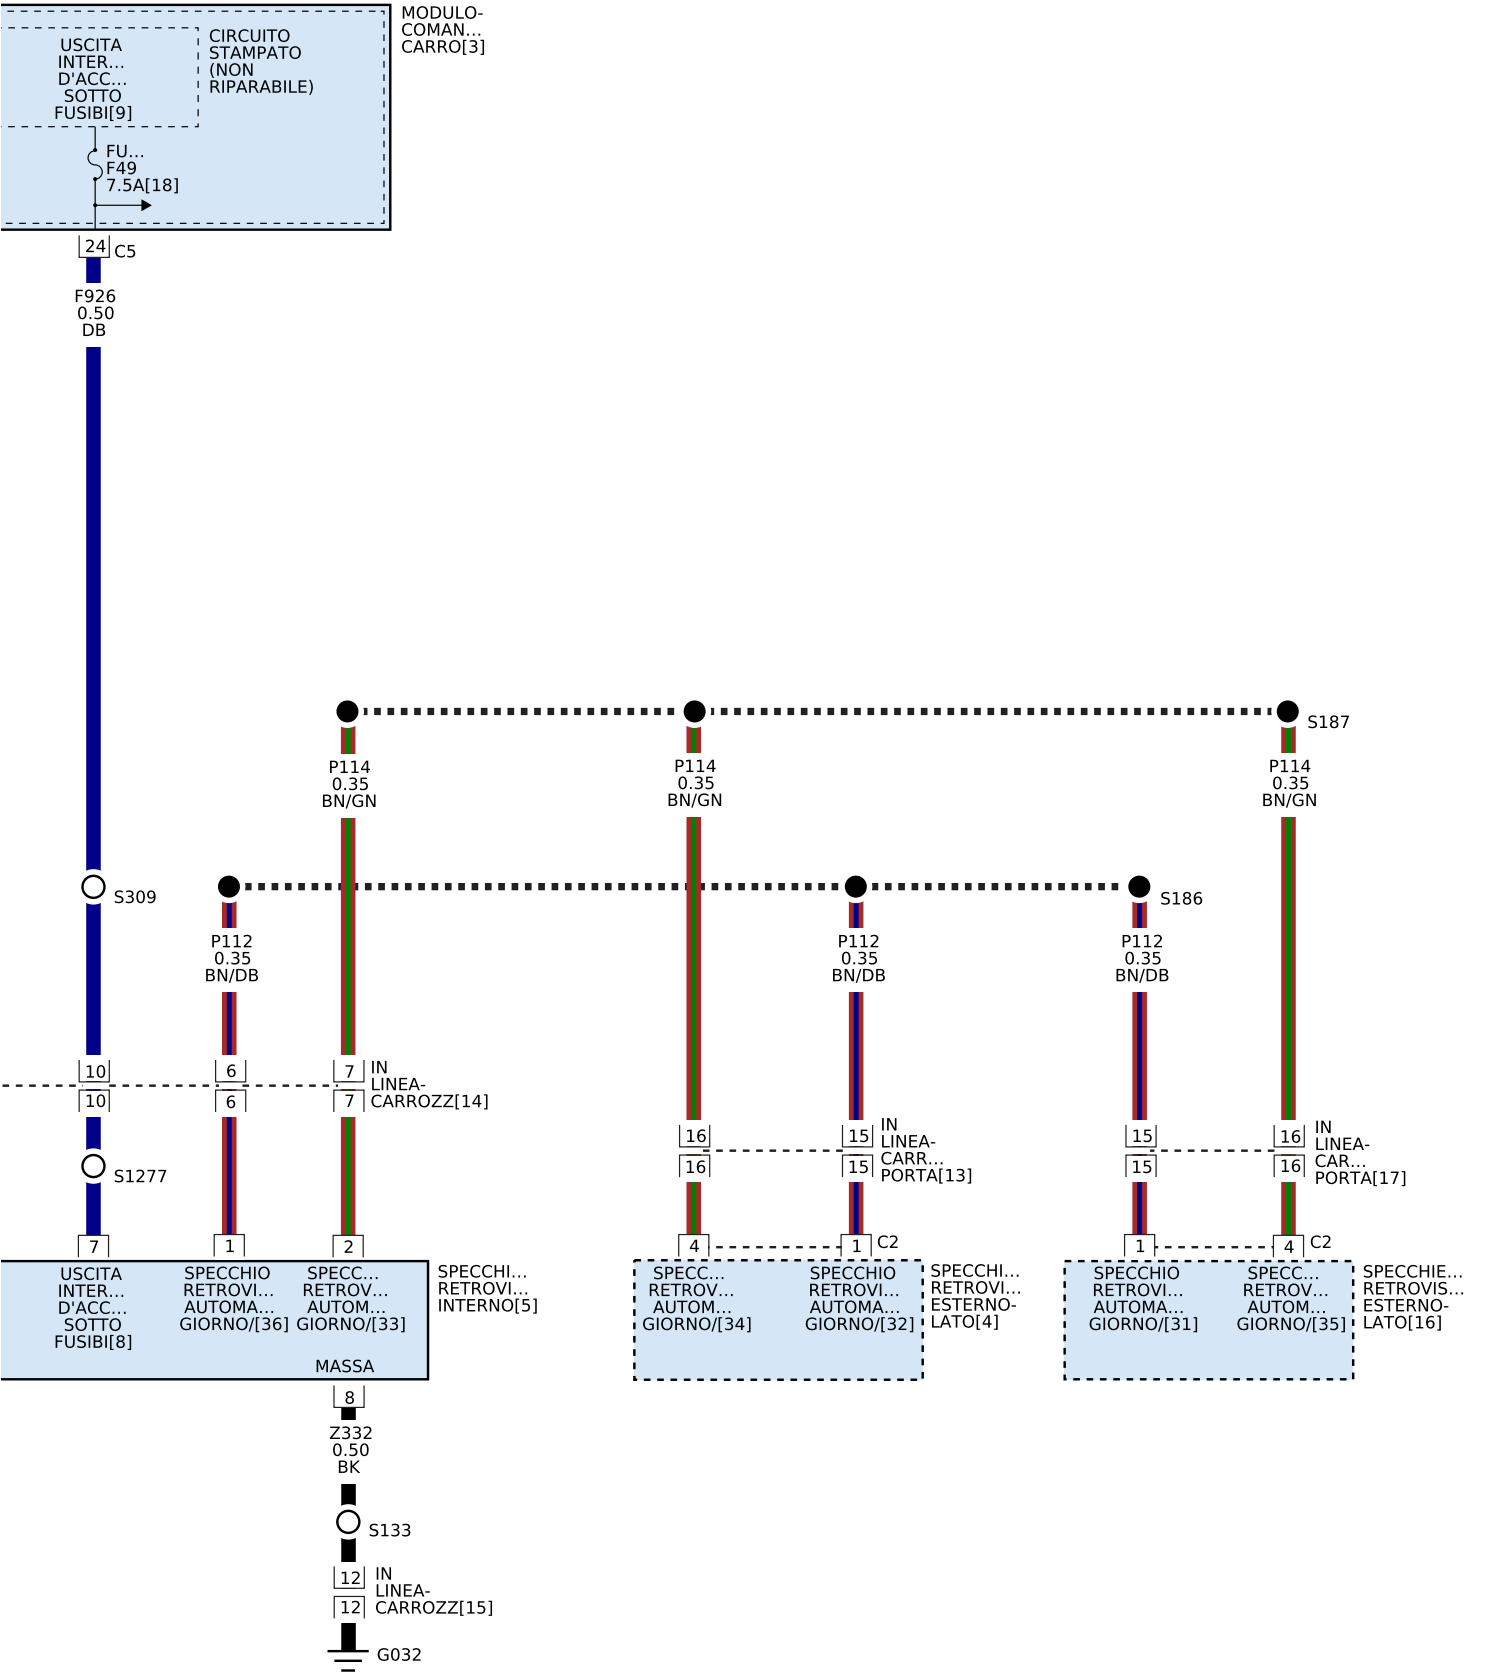 MODULO-
COMAN...
CARRO[3]
CIRCUITO
STAMPATO
(NON
RIPARABILE)
USCITA
INTER...
D'ACC...
SOTTO
FUSIBI[9]
FU...
F49
7.5A[18]
24
C5
F926
0.50
DB
S187
P114
0.35
BN/GN
P114
0.35
BN/GN
P114
0.35
BN/GN
S309
S186
P112
0.35
BN/DB
P112
0.35
BN/DB
P112
0.35
BN/DB
10
6
7
IN
LINEA-
CARROZZ[14]
10
6
7
16
15
IN
LINEA-
CARR...
PORTA[13]
16
15
15
16
IN
LINEA-
CAR...
PORTA[17]
15
16
S1277
7
1
2
4
1
C2
1
4
C2
USCITA
INTER...
D'ACC...
SOTTO
FUSIBI[8]
SPECCHIO
RETROVI...
AUTOMA...
GIORNO/[36]
SPECC...
RETROV...
AUTOM...
GIORNO/[33]
SPECCHI...
RETROVI...
INTERNO[5]
MASSA
SPECC...
RETROV...
AUTOM...
GIORNO/[34]
SPECCHIO
RETROVI...
AUTOMA...
GIORNO/[32]
SPECCHI...
RETROVI...
ESTERNO-
LATO[4]
SPECCHIO
RETROVI...
AUTOMA...
GIORNO/[31]
SPECC...
RETROV...
AUTOM...
GIORNO/[35]
SPECCHIE...
RETROVIS...
ESTERNO-
LATO[16]
8
Z332
0.50
BK
S133
12
IN
LINEA-
CARROZZ[15]
12
G032